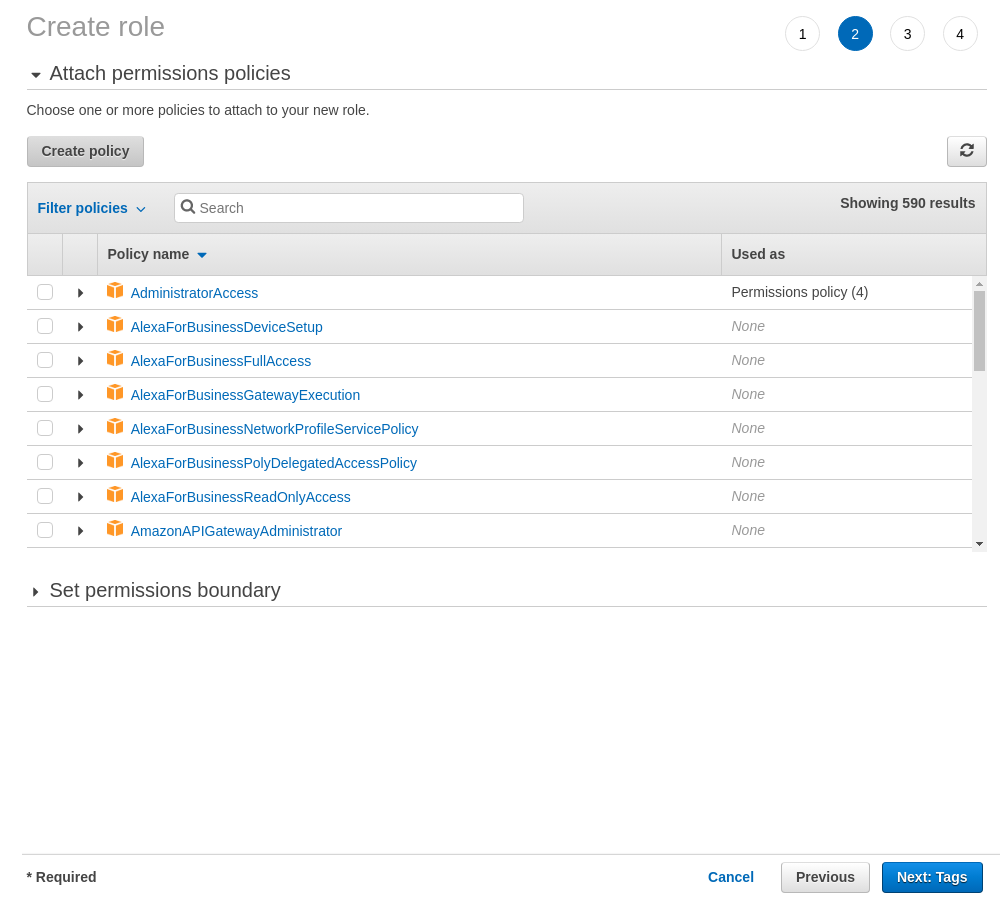 Create role
1 2 3 4
Attach permissions policies
Choose one or more policies to attach to your new role.
Create policy
Filter policies Search Showing 590 results
Policy name Used as
AdministratorAccess Permissions policy (4)
AlexaForBusinessDeviceSetup None
AlexaForBusinessFullAccess None
AlexaForBusinessGatewayExecution None
AlexaForBusinessNetworkProfileServicePolicy None
AlexaForBusinessPolyDelegatedAccessPolicy None
AlexaForBusinessReadOnlyAccess None
AmazonAPIGatewayAdministrator None
Set permissions boundary
* Required Cancel Previous Next: Tags